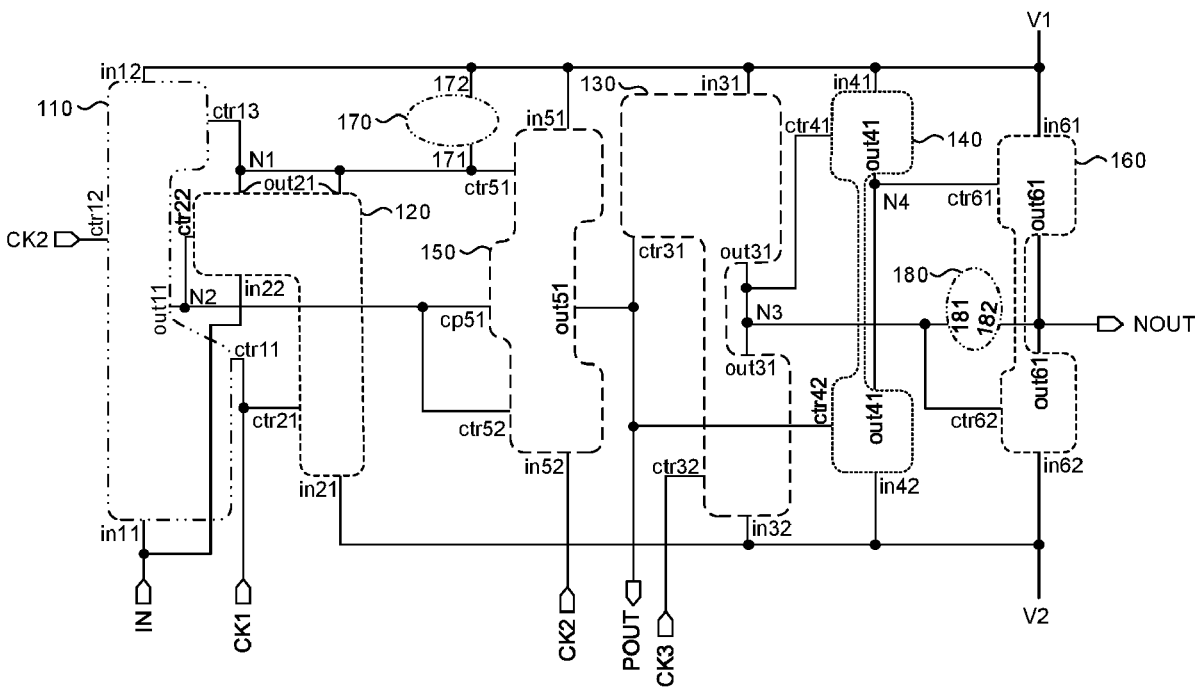 V1
in12
172
130
in31
in41
110
ctr13
170
in51
ctr41
out41
140
in61
160
N1
171
out21
ctr51
ctr12
ctr22
120
N4
ctr61
out61
CK2
150
ctr31
out31
180
in22
out11
N2
cp51
out51
N3
181
182
NOUT
ctr11
out31
out61
ctr21
ctr52
ctr42
out41
ctr62
in21
in52
ctr32
in42
in62
in11
in32
IN
CK1
CK2
POUT
CK3
V2